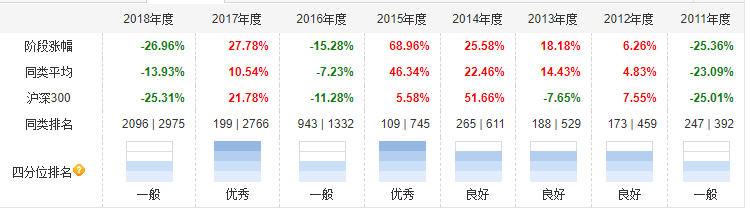 2018年度 2017年度 2016年度 2015年度 2014年度 2013年度 2012年度 2011年度
阶段涨幅 -26.96% 27.78% -15.28% 68.96% 25.58% 18.18% 6.26% -25.36%
同类平均 -13.93% 10.54% -7.23% 46.34% 22.46% 14.43% 4.83% -23.09%
沪深300 -25.31% 21.78% -11.28% 5.58% 51.66% -7.65% 7.55% -25.01%
同类排名 2096 | 2975 199 | 2766 943 | 1332 109 | 745 265 | 611 188 | 529 173 | 459 247 | 392
四分位排名?
一般 优秀 一般 优秀 良好 良好 良好 一般